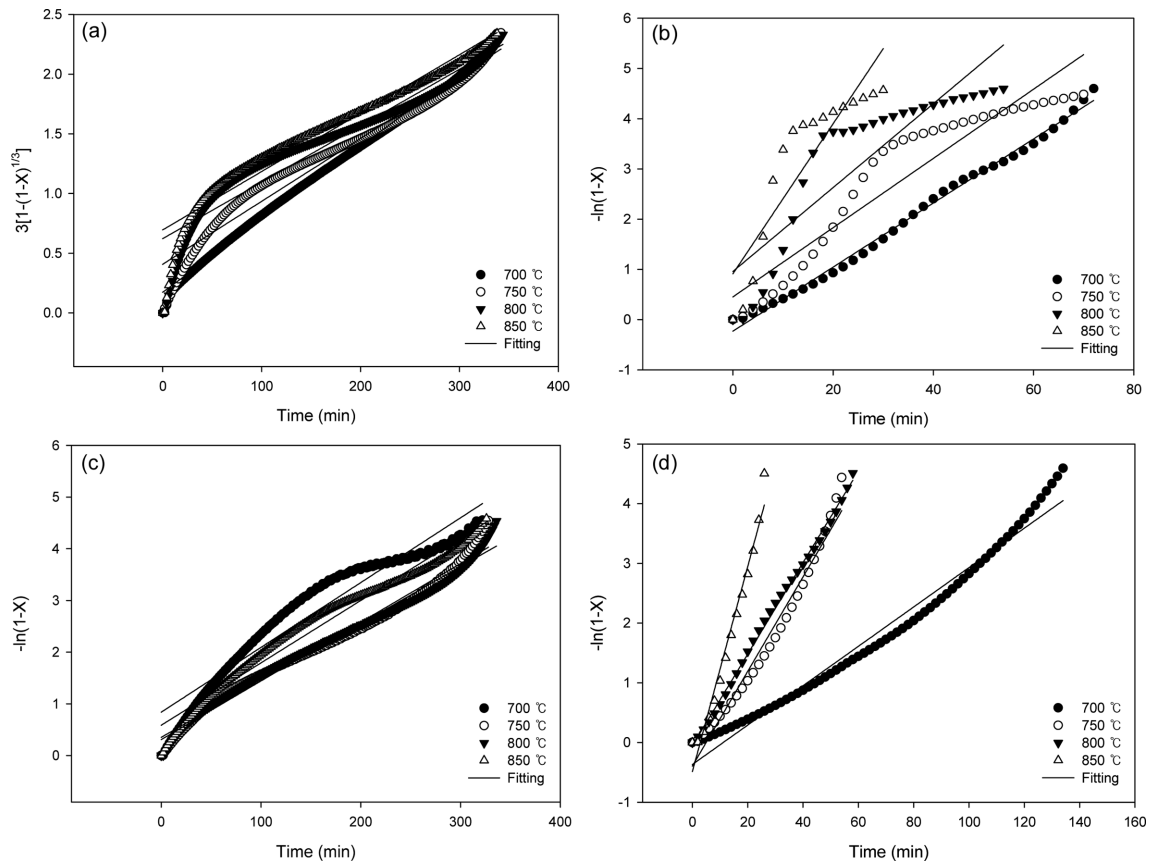 (a)
3[1-(1-X)^1/3]
2.5
2.0
1.5
1.0
0.5
0.0
700 ℃
750 ℃
800 ℃
850 ℃
Fitting
0 100 200 300 400
Time (min)
(b)
-ln(1-X)
6
5
4
3
2
1
0
-1
700 ℃
750 ℃
800 ℃
850 ℃
Fitting
0 20 40 60 80
Time (min)
(c)
-ln(1-X)
6
5
4
3
2
1
0
700 ℃
750 ℃
800 ℃
850 ℃
Fitting
0 100 200 300 400
Time (min)
(d)
-ln(1-X)
5
4
3
2
1
0
-1
700 ℃
750 ℃
800 ℃
850 ℃
Fitting
0 20 40 60 80 100 120 140 160
Time (min)